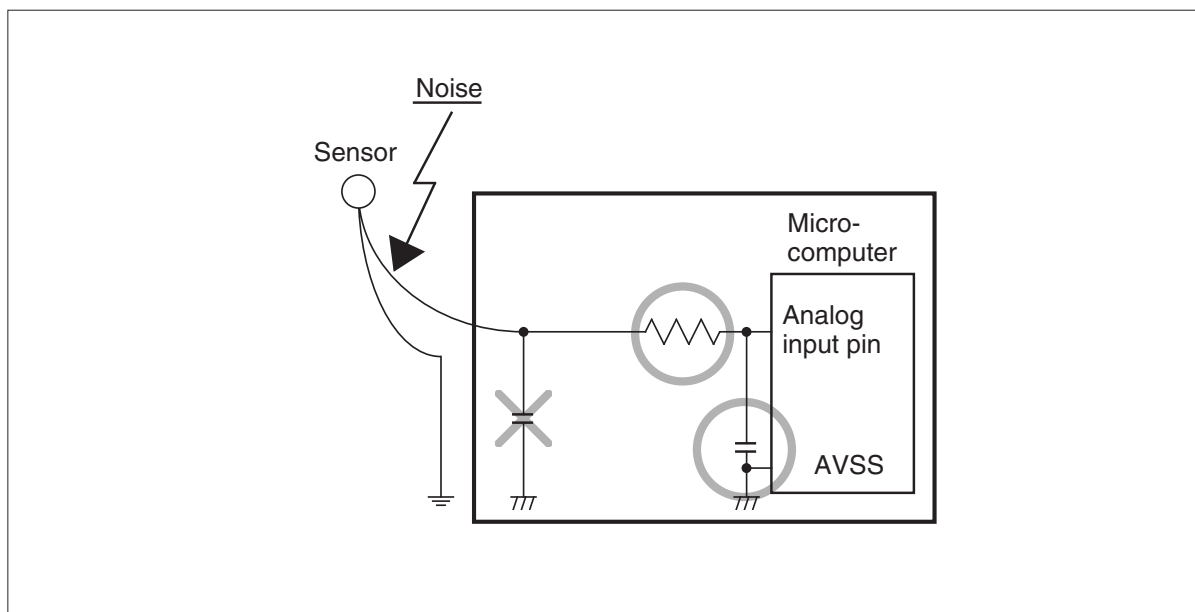 Noise
Sensor
Micro-
computer
Analog
input pin
AVSS